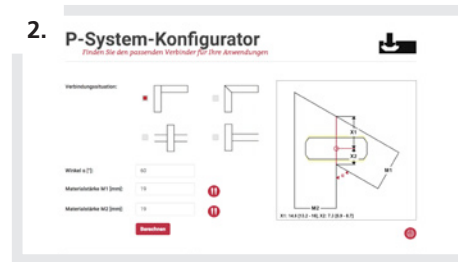 2.
P-System-Konfigurator
Finden Sie den passenden Verbinder für Ihre Anwendungen
Verbindungssituation:
Winkel α [°]: 60
Materialstärke M1 [mm]: 19
Materialstärke M2 [mm]: 19
Berechnen
X1
X2
M1
M2